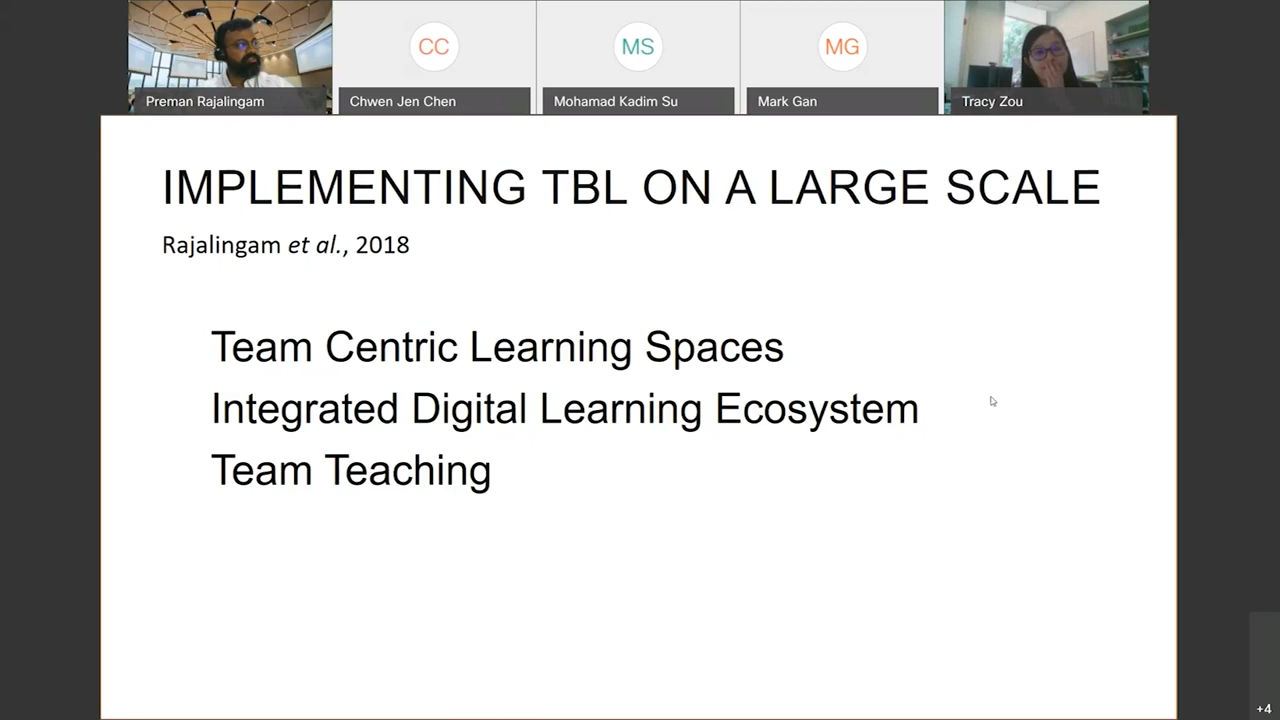 CC
MS
MG
Preman Rajalingam
Chwen Jen Chen
Mohamad Kadim Su
Mark Gan
Tracy Zou
IMPLEMENTING TBL ON A LARGE SCALE
Rajalingam et al., 2018
Team Centric Learning Spaces
Integrated Digital Learning Ecosystem
Team Teaching
+4